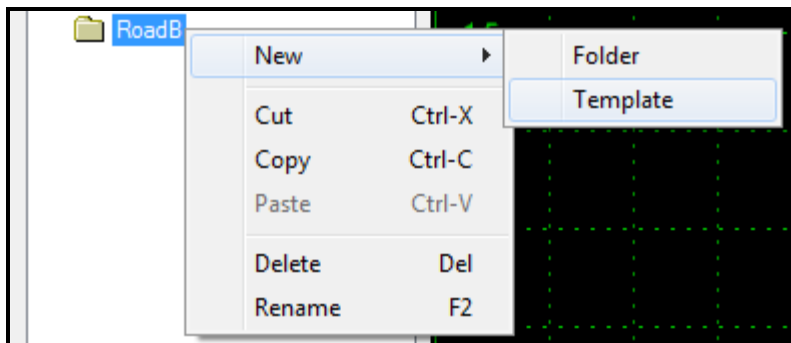 RoadB
New
Folder
Template
Cut Ctrl-X
Copy Ctrl-C
Paste Ctrl-V
Delete Del
Rename F2